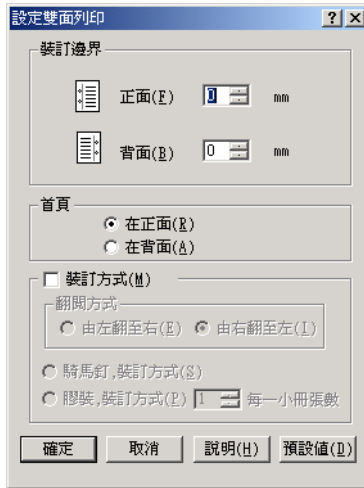 設定雙面列印
裝訂邊界
正面(F) 0 mm
背面(B) 0 mm
首頁
在正面(R)
在背面(A)
裝訂方式(M)
翻閱方式
由左翻至右(E) 由右翻至左(I)
騎馬釘,裝訂方式(S)
膠裝,裝訂方式(P) 1 每一小冊張數
確定 取消 說明(H) 預設值(D)